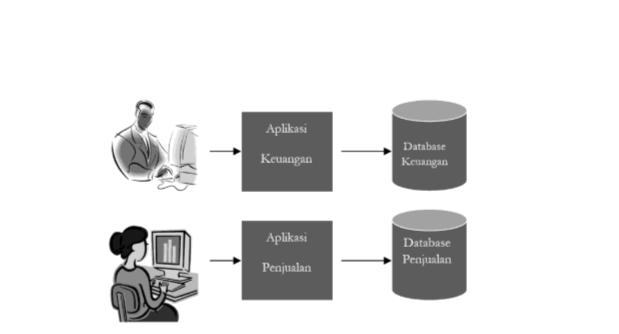 Aplikasi
Keuangan
Database
Keuangan
Aplikasi
Penjualan
Database
Penjualan